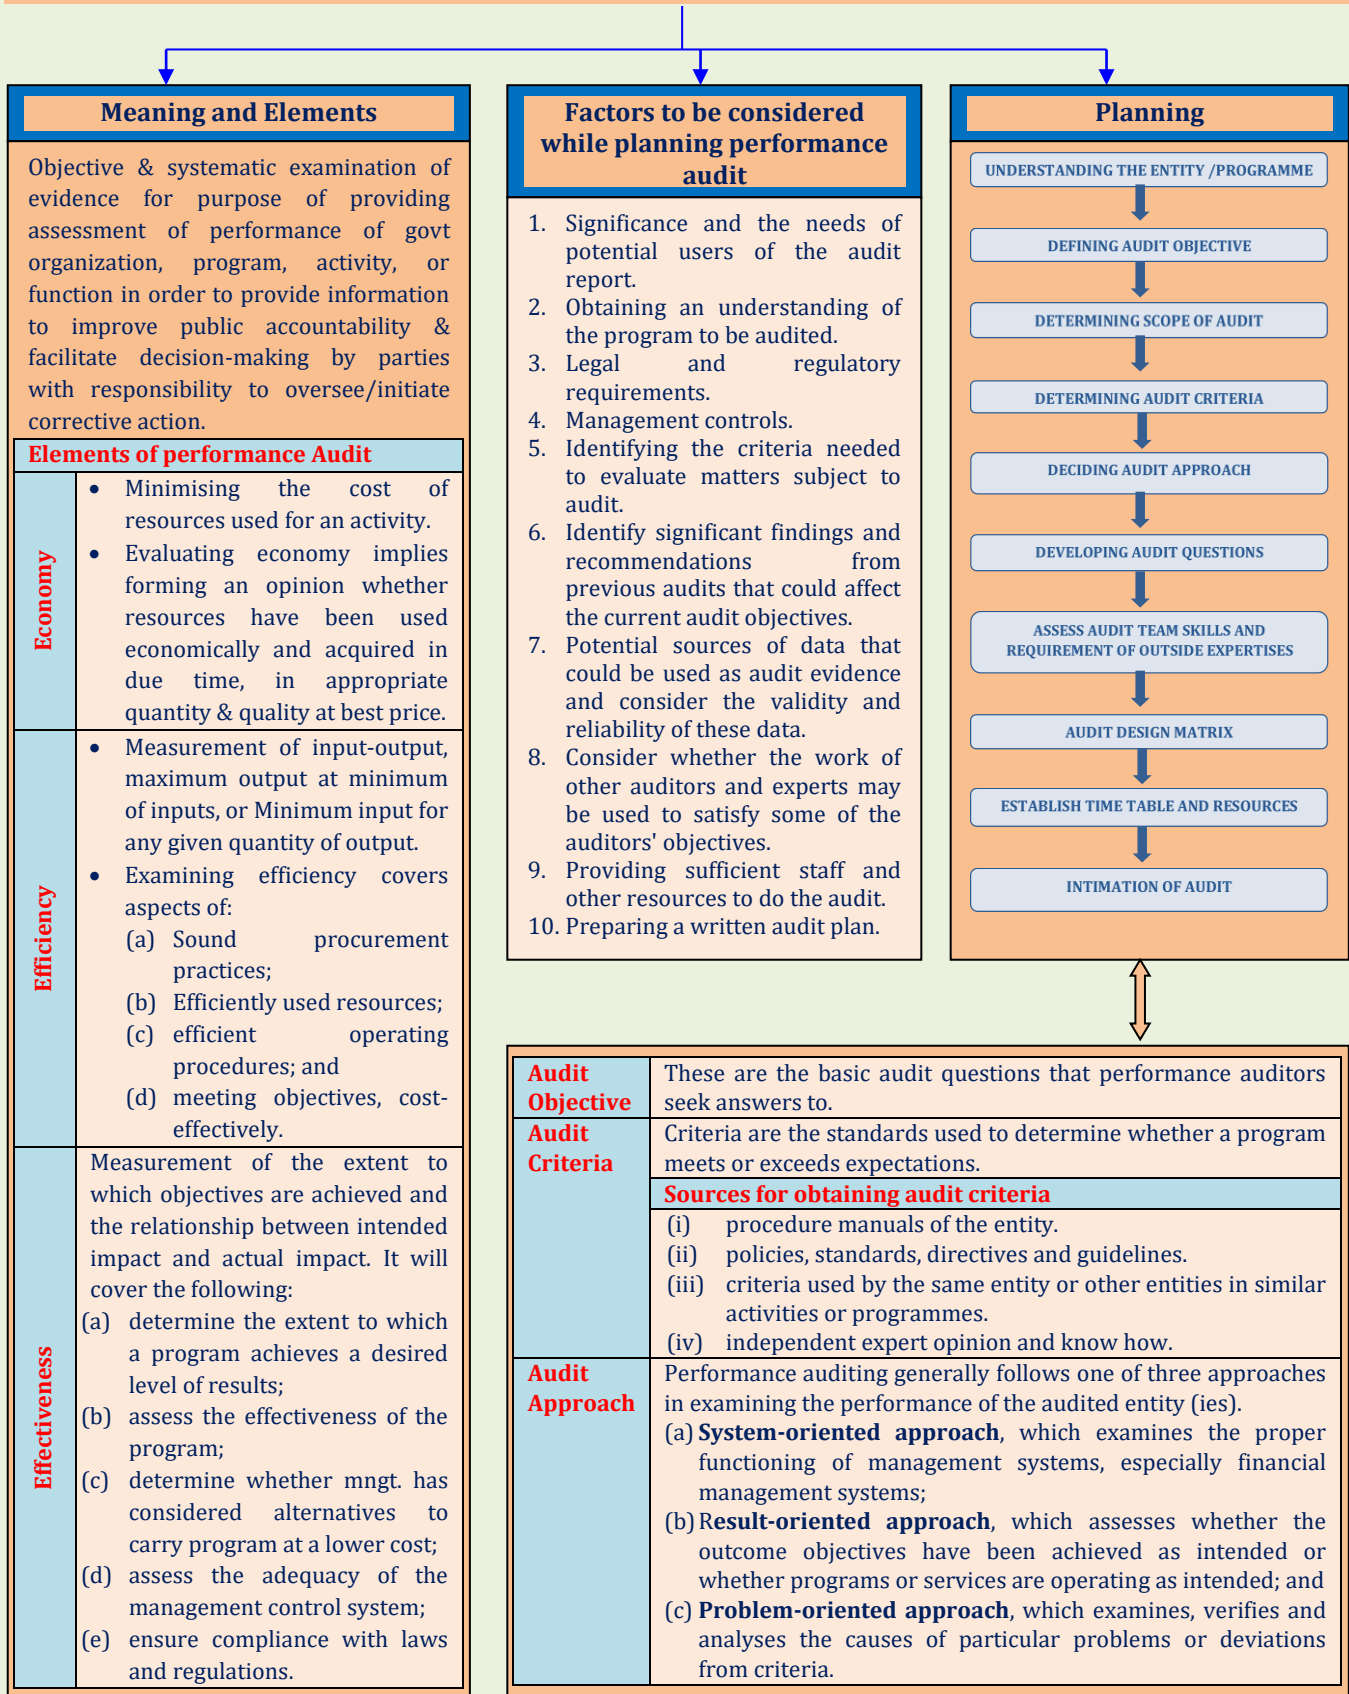 Meaning and Elements
Objective & systematic examination of
evidence for purpose of providing
assessment of performance of govt
organization, program, activity, or
function in order to provide information
to improve public accountability &
facilitate decision-making by parties
with responsibility to oversee/initiate
corrective action.
Elements of performance Audit
Economy
• Minimising the cost of
resources used for an activity.
• Evaluating economy implies
forming an opinion whether
resources have been used
economically and acquired in
due time, in appropriate
quantity & quality at best price.
Efficiency
• Measurement of input-output,
maximum output at minimum
of inputs, or Minimum input for
any given quantity of output.
• Examining efficiency covers
aspects of:
(a) Sound procurement
practices;
(b) Efficiently used resources;
(c) efficient operating
procedures; and
(d) meeting objectives, cost-
effectively.
Effectiveness
Measurement of the extent to
which objectives are achieved and
the relationship between intended
impact and actual impact. It will
cover the following:
(a) determine the extent to which
a program achieves a desired
level of results;
(b) assess the effectiveness of the
program;
(c) determine whether mngt. has
considered alternatives to
carry program at a lower cost;
(d) assess the adequacy of the
management control system;
(e) ensure compliance with laws
and regulations.
Factors to be considered
while planning performance
audit
1. Significance and the needs of
potential users of the audit
report.
2. Obtaining an understanding of
the program to be audited.
3. Legal and regulatory
requirements.
4. Management controls.
5. Identifying the criteria needed
to evaluate matters subject to
audit.
6. Identify significant findings and
recommendations from
previous audits that could affect
the current audit objectives.
7. Potential sources of data that
could be used as audit evidence
and consider the validity and
reliability of these data.
8. Consider whether the work of
other auditors and experts may
be used to satisfy some of the
auditors' objectives.
9. Providing sufficient staff and
other resources to do the audit.
10. Preparing a written audit plan.
Planning
UNDERSTANDING THE ENTITY /PROGRAMME
DEFINING AUDIT OBJECTIVE
DETERMINING SCOPE OF AUDIT
DETERMINING AUDIT CRITERIA
DECIDING AUDIT APPROACH
DEVELOPING AUDIT QUESTIONS
ASSESS AUDIT TEAM SKILLS AND
REQUIREMENT OF OUTSIDE EXPERTISES
AUDIT DESIGN MATRIX
ESTABLISH TIME TABLE AND RESOURCES
INTIMATION OF AUDIT
Audit
Objective
These are the basic audit questions that performance auditors
seek answers to.
Audit
Criteria
Criteria are the standards used to determine whether a program
meets or exceeds expectations.
Sources for obtaining audit criteria
(i) procedure manuals of the entity.
(ii) policies, standards, directives and guidelines.
(iii) criteria used by the same entity or other entities in similar
activities or programmes.
(iv) independent expert opinion and know how.
Audit
Approach
Performance auditing generally follows one of three approaches
in examining the performance of the audited entity (ies).
(a) System-oriented approach, which examines the proper
functioning of management systems, especially financial
management systems;
(b) Result-oriented approach, which assesses whether the
outcome objectives have been achieved as intended or
whether programs or services are operating as intended; and
(c) Problem-oriented approach, which examines, verifies and
analyses the causes of particular problems or deviations
from criteria.